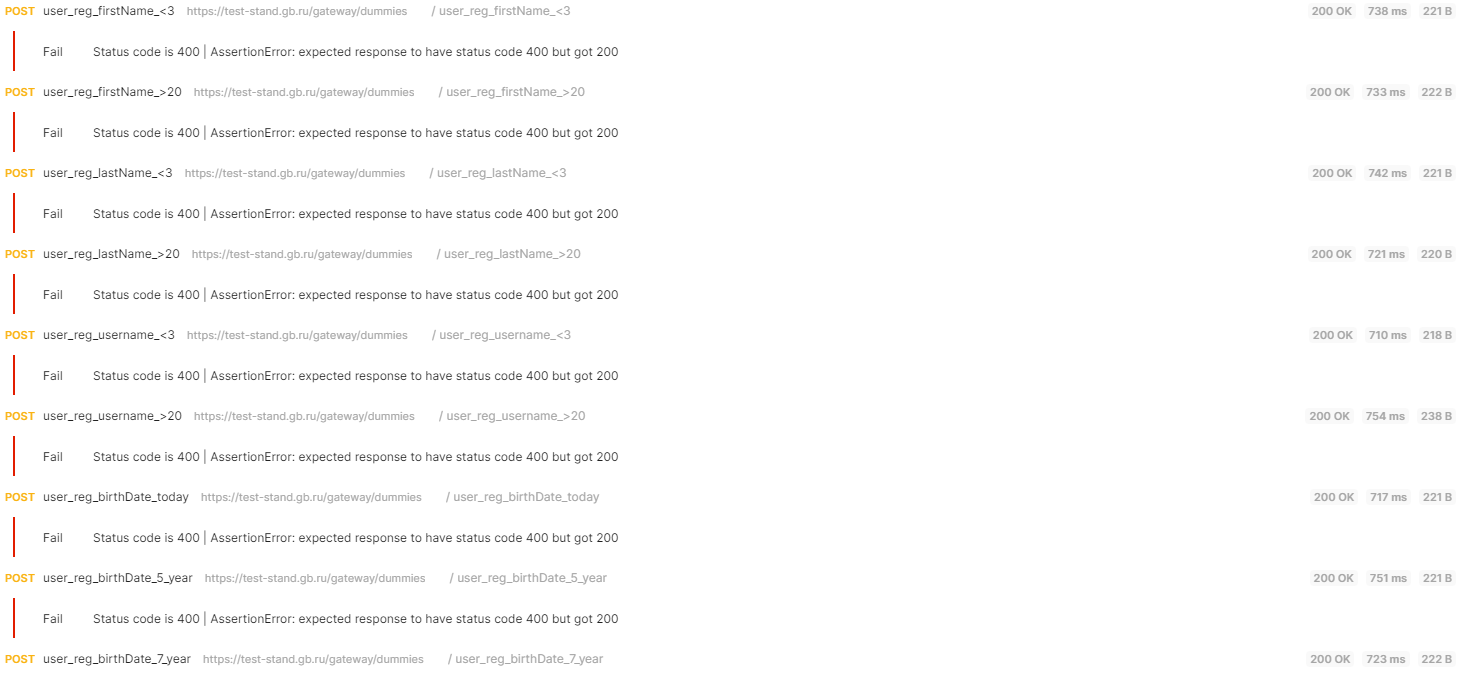 POST user_reg_firstName_<3 https://test-stand.gb.ru/gateway/dummies / user_reg_firstName_<3 200 OK 738 ms 221 B
Fail Status code is 400 | AssertionError: expected response to have status code 400 but got 200
POST user_reg_firstName_>20 https://test-stand.gb.ru/gateway/dummies / user_reg_firstName_>20 200 OK 733 ms 222 B
Fail Status code is 400 | AssertionError: expected response to have status code 400 but got 200
POST user_reg_lastName_<3 https://test-stand.gb.ru/gateway/dummies / user_reg_lastName_<3 200 OK 742 ms 221 B
Fail Status code is 400 | AssertionError: expected response to have status code 400 but got 200
POST user_reg_lastName_>20 https://test-stand.gb.ru/gateway/dummies / user_reg_lastName_>20 200 OK 721 ms 220 B
Fail Status code is 400 | AssertionError: expected response to have status code 400 but got 200
POST user_reg_username_<3 https://test-stand.gb.ru/gateway/dummies / user_reg_username_<3 200 OK 710 ms 218 B
Fail Status code is 400 | AssertionError: expected response to have status code 400 but got 200
POST user_reg_username_>20 https://test-stand.gb.ru/gateway/dummies / user_reg_username_>20 200 OK 754 ms 238 B
Fail Status code is 400 | AssertionError: expected response to have status code 400 but got 200
POST user_reg_birthDate_today https://test-stand.gb.ru/gateway/dummies / user_reg_birthDate_today 200 OK 717 ms 221 B
Fail Status code is 400 | AssertionError: expected response to have status code 400 but got 200
POST user_reg_birthDate_5_year https://test-stand.gb.ru/gateway/dummies / user_reg_birthDate_5_year 200 OK 751 ms 221 B
Fail Status code is 400 | AssertionError: expected response to have status code 400 but got 200
POST user_reg_birthDate_7_year https://test-stand.gb.ru/gateway/dummies / user_reg_birthDate_7_year 200 OK 723 ms 222 B